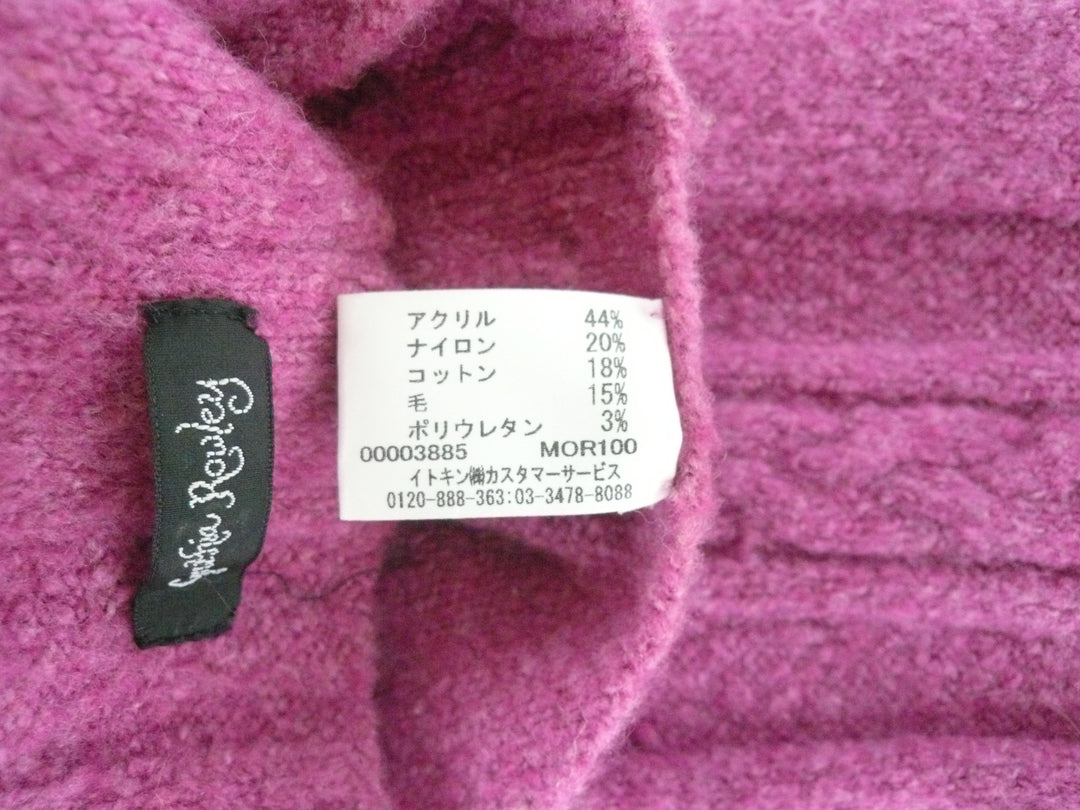 Cynthia Rowley
アクリル 44%
ナイロン 20%
コットン 18%
毛 15%
ポリウレタン 3%
00003885 MOR100
イトキン㈱カスタマーサービス
0120-888-363:03-3478-8088